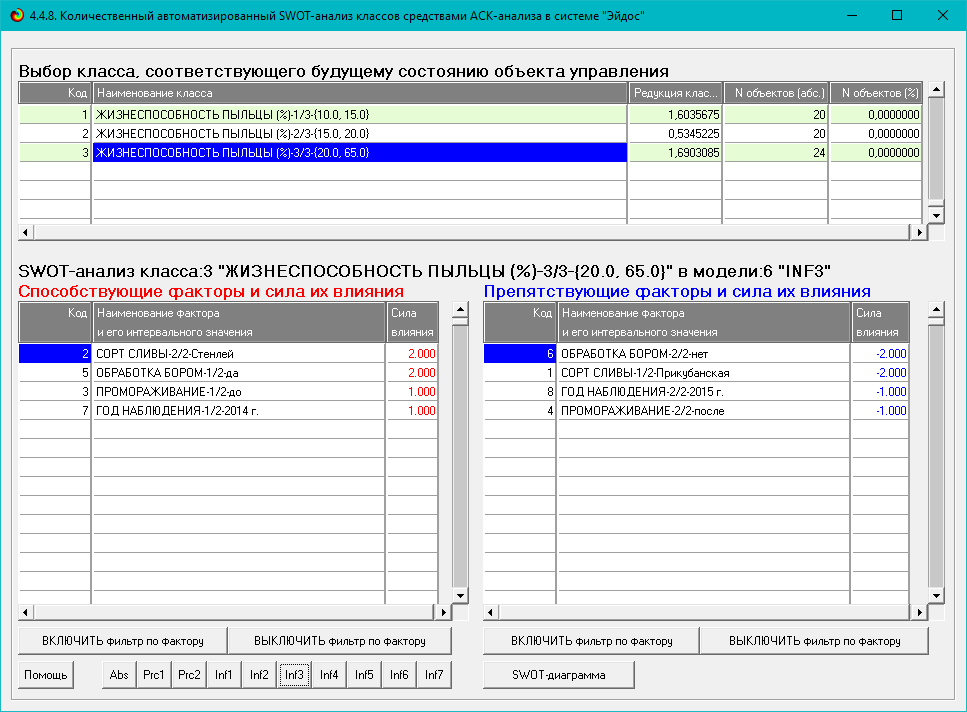 4.4.8. Количественный автоматизированный SWOT-анализ классов средствами АСК-анализа в системе "Эйдос"
Выбор класса, соответствующего будущему состоянию объекта управления
Код Наименование класса Редукция клас... N объектов (абс.) N объектов (%)
1 ЖИЗНЕСПОСОБНОСТЬ ПЫЛЬЦЫ (%)-1/3-{10.0, 15.0} 1,6035675 20 0,0000000
2 ЖИЗНЕСПОСОБНОСТЬ ПЫЛЬЦЫ (%)-2/3-{15.0, 20.0} 0,5345225 20 0,0000000
3 ЖИЗНЕСПОСОБНОСТЬ ПЫЛЬЦЫ (%)-3/3-{20.0, 65.0} 1,6903085 24 0,0000000
SWOT-анализ класса:3 "ЖИЗНЕСПОСОБНОСТЬ ПЫЛЬЦЫ (%)-3/3-{20.0, 65.0}" в модели:6 "INF3"
Способствующие факторы и сила их влияния
Код Наименование фактора Сила
и его интервального значения влияния
2 СОРТ СЛИВЫ-2/2-Стенлей 2.000
5 ОБРАБОТКА БОРОМ-1/2-да 2.000
3 ПРОМОРАЖИВАНИЕ-1/2-до 1.000
7 ГОД НАБЛЮДЕНИЯ-1/2-2014 г. 1.000
Препятствующие факторы и сила их влияния
Код Наименование фактора Сила
и его интервального значения влияния
6 ОБРАБОТКА БОРОМ-2/2-нет -2.000
1 СОРТ СЛИВЫ-1/2-Прикубанская -2.000
8 ГОД НАБЛЮДЕНИЯ-2/2-2015 г. -1.000
4 ПРОМОРАЖИВАНИЕ-2/2-после -1.000
ВКЛЮЧИТЬ фильтр по фактору ВЫКЛЮЧИТЬ фильтр по фактору ВКЛЮЧИТЬ фильтр по фактору ВЫКЛЮЧИТЬ фильтр по фактору
Помощь Abs Prc1 Prc2 Inf1 Inf2 Inf3 Inf4 Inf5 Inf6 Inf7 SWOT-диаграмма